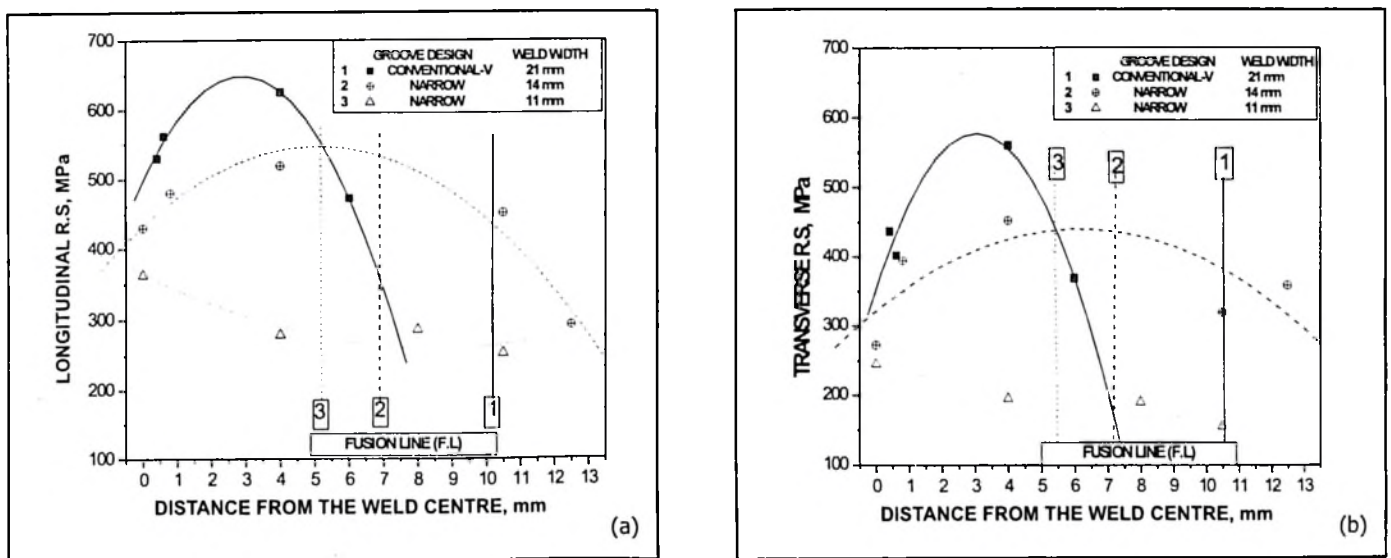 700
600
500
400
300
200
100
LONGITUDINAL R.S, MPa
GROOVE DESIGN WELD WIDTH
1 CONVENTIONAL-V 21 mm
2 NARROW 14 mm
3 NARROW 11 mm
3
2
1
FUSION LINE (F.L)
0 1 2 3 4 5 6 7 8 9 10 11 12 13
DISTANCE FROM THE WELD CENTRE, mm
(a)
700
600
500
400
300
200
100
TRANSVERSE R.S, MPa
GROOVE DESIGN WELD WIDTH
1 CONVENTIONAL-V 21 mm
2 NARROW 14 mm
3 NARROW 11 mm
3
2
1
FUSION LINE (F.L)
0 1 2 3 4 5 6 7 8 9 10 11 12 13
DISTANCE FROM THE WELD CENTRE, mm
(b)